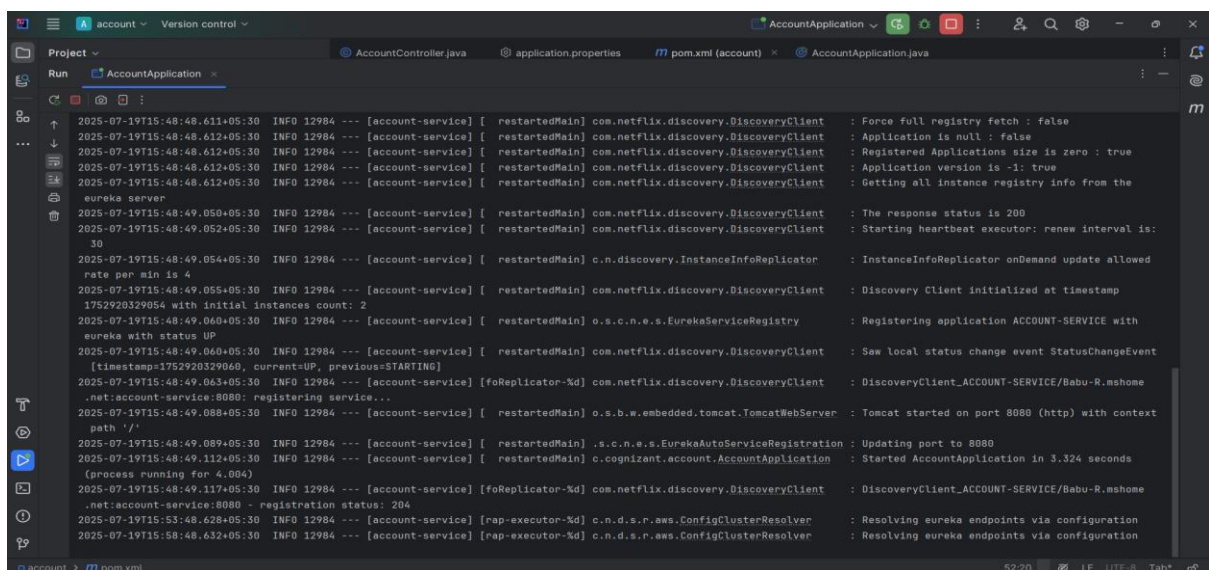 A account Version control AccountApplication
Project AccountController.java application.properties m pom.xml (account) × AccountApplication.java
Run AccountApplication ×
2025-07-19T15:48:48.611+05:30 INFO 12984 --- [account-service] [ restartedMain] com.netflix.discovery.DiscoveryClient : Force full registry fetch : false
2025-07-19T15:48:48.612+05:30 INFO 12984 --- [account-service] [ restartedMain] com.netflix.discovery.DiscoveryClient : Application is null : false
2025-07-19T15:48:48.612+05:30 INFO 12984 --- [account-service] [ restartedMain] com.netflix.discovery.DiscoveryClient : Registered Applications size is zero : true
2025-07-19T15:48:48.612+05:30 INFO 12984 --- [account-service] [ restartedMain] com.netflix.discovery.DiscoveryClient : Application version is -1: true
2025-07-19T15:48:48.612+05:30 INFO 12984 --- [account-service] [ restartedMain] com.netflix.discovery.DiscoveryClient : Getting all instance registry info from the
eureka server
2025-07-19T15:48:49.050+05:30 INFO 12984 --- [account-service] [ restartedMain] com.netflix.discovery.DiscoveryClient : The response status is 200
2025-07-19T15:48:49.052+05:30 INFO 12984 --- [account-service] [ restartedMain] com.netflix.discovery.DiscoveryClient : Starting heartbeat executor: renew interval is:
30
2025-07-19T15:48:49.054+05:30 INFO 12984 --- [account-service] [ restartedMain] c.n.discovery.InstanceInfoReplicator : InstanceInfoReplicator onDemand update allowed
rate per min is 4
2025-07-19T15:48:49.055+05:30 INFO 12984 --- [account-service] [ restartedMain] com.netflix.discovery.DiscoveryClient : Discovery Client initialized at timestamp
1752920329054 with initial instances count: 2
2025-07-19T15:48:49.060+05:30 INFO 12984 --- [account-service] [ restartedMain] o.s.c.n.e.s.EurekaServiceRegistry : Registering application ACCOUNT-SERVICE with
eureka with status UP
2025-07-19T15:48:49.060+05:30 INFO 12984 --- [account-service] [ restartedMain] com.netflix.discovery.DiscoveryClient : Saw local status change event StatusChangeEvent
[timestamp=1752920329060, current=UP, previous=STARTING]
2025-07-19T15:48:49.063+05:30 INFO 12984 --- [account-service] [foReplicator-%d] com.netflix.discovery.DiscoveryClient : DiscoveryClient_ACCOUNT-SERVICE/Babu-R.mshome
.net:account-service:8080: registering service...
2025-07-19T15:48:49.088+05:30 INFO 12984 --- [account-service] [ restartedMain] o.s.b.w.embedded.tomcat.TomcatWebServer : Tomcat started on port 8080 (http) with context
path '/'
2025-07-19T15:48:49.089+05:30 INFO 12984 --- [account-service] [ restartedMain] .s.c.n.e.s.EurekaAutoServiceRegistration : Updating port to 8080
2025-07-19T15:48:49.112+05:30 INFO 12984 --- [account-service] [ restartedMain] c.cognizant.account.AccountApplication : Started AccountApplication in 3.324 seconds
(process running for 4.004)
2025-07-19T15:48:49.117+05:30 INFO 12984 --- [account-service] [foReplicator-%d] com.netflix.discovery.DiscoveryClient : DiscoveryClient_ACCOUNT-SERVICE/Babu-R.mshome
.net:account-service:8080 - registration status: 204
2025-07-19T15:53:48.628+05:30 INFO 12984 --- [account-service] [rap-executor-%d] c.n.d.s.r.aws.ConfigClusterResolver : Resolving eureka endpoints via configuration
2025-07-19T15:58:48.632+05:30 INFO 12984 --- [account-service] [rap-executor-%d] c.n.d.s.r.aws.ConfigClusterResolver : Resolving eureka endpoints via configuration
account > m pom.xml 52:20 LF UTF-8 Tab*